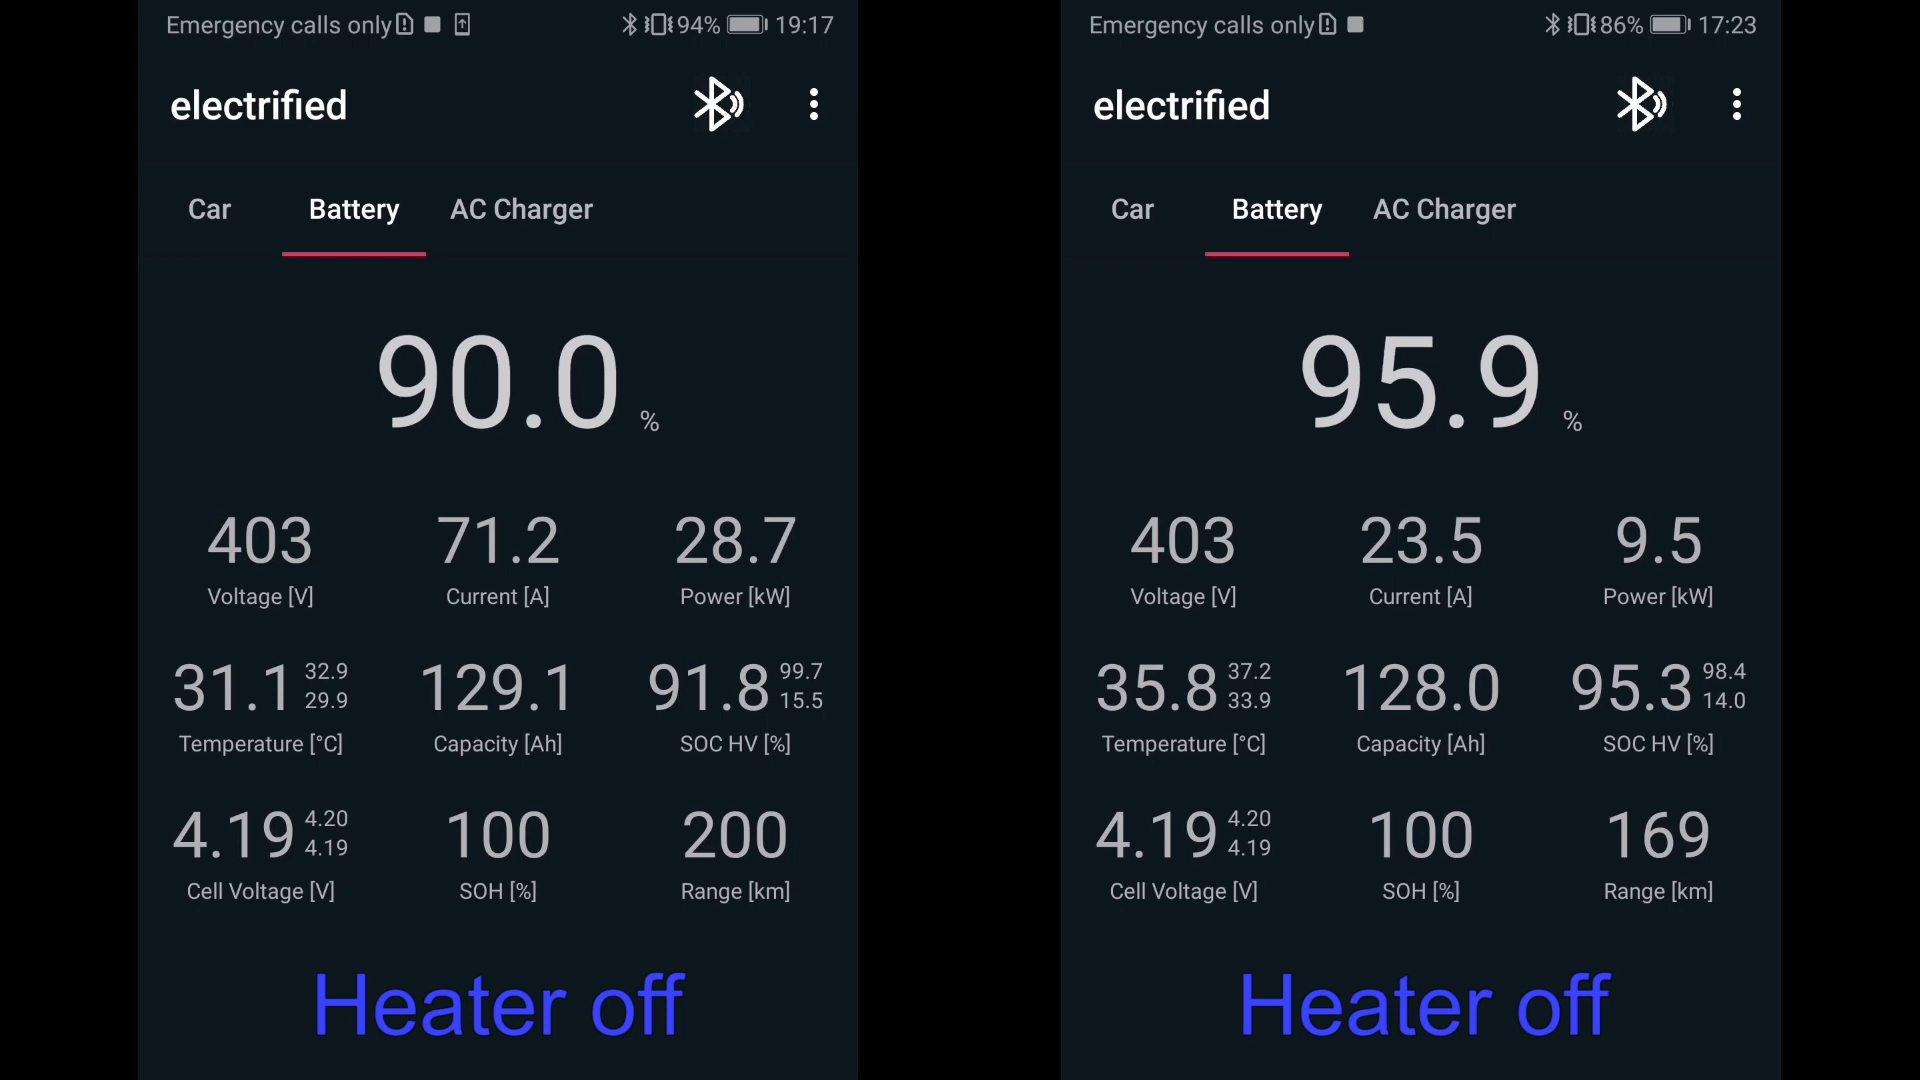 Emergency calls only 94% 19:17
electrified
Car Battery AC Charger
90.0 %
403 71.2 28.7
Voltage [V] Current [A] Power [kW]
31.1 32.9 29.9 129.1 91.8 99.7 15.5
Temperature [°C] Capacity [Ah] SOC HV [%]
4.19 4.20 4.19 100 200
Cell Voltage [V] SOH [%] Range [km]
Heater off
Emergency calls only 86% 17:23
electrified
Car Battery AC Charger
95.9 %
403 23.5 9.5
Voltage [V] Current [A] Power [kW]
35.8 37.2 33.9 128.0 95.3 98.4 14.0
Temperature [°C] Capacity [Ah] SOC HV [%]
4.19 4.20 4.19 100 169
Cell Voltage [V] SOH [%] Range [km]
Heater off